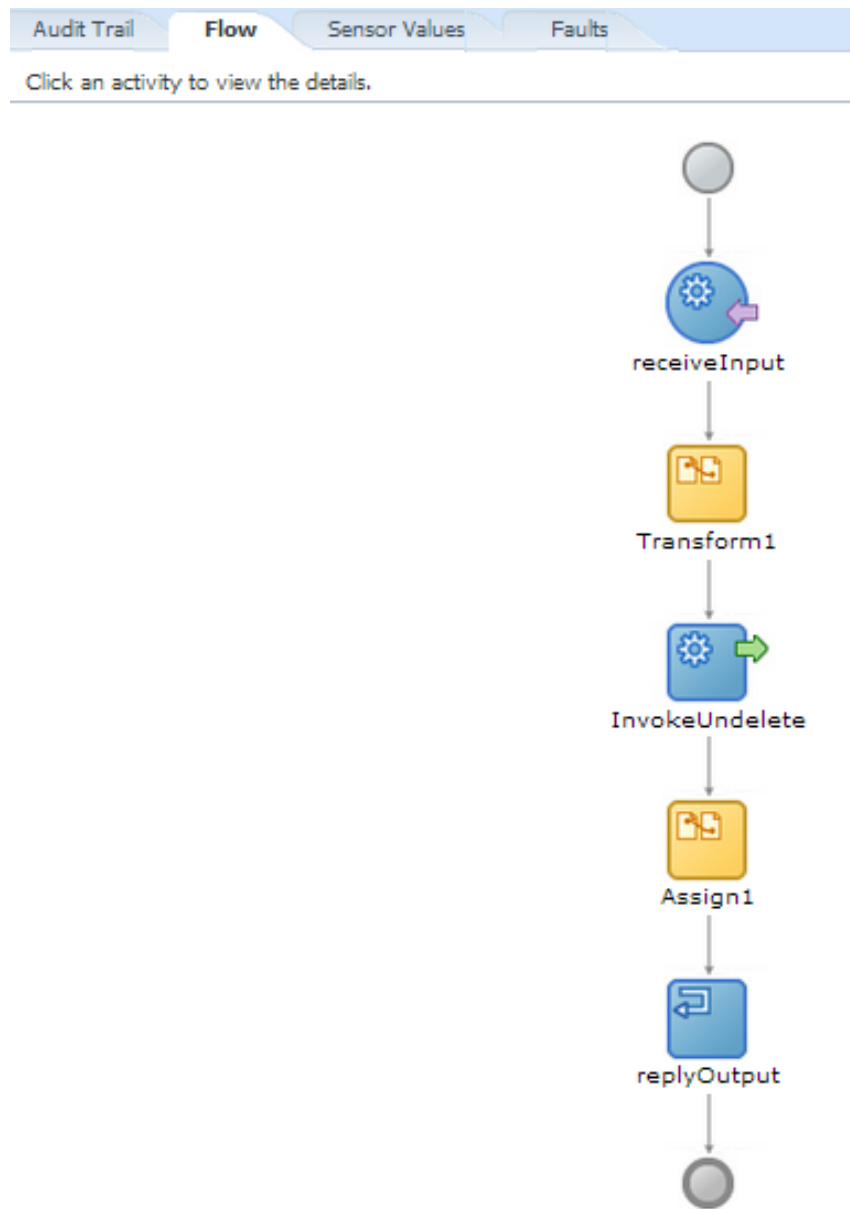 Audit Trail Flow Sensor Values Faults
Click an activity to view the details.
receiveInput
Transform1
InvokeUndelete
Assign1
replyOutput